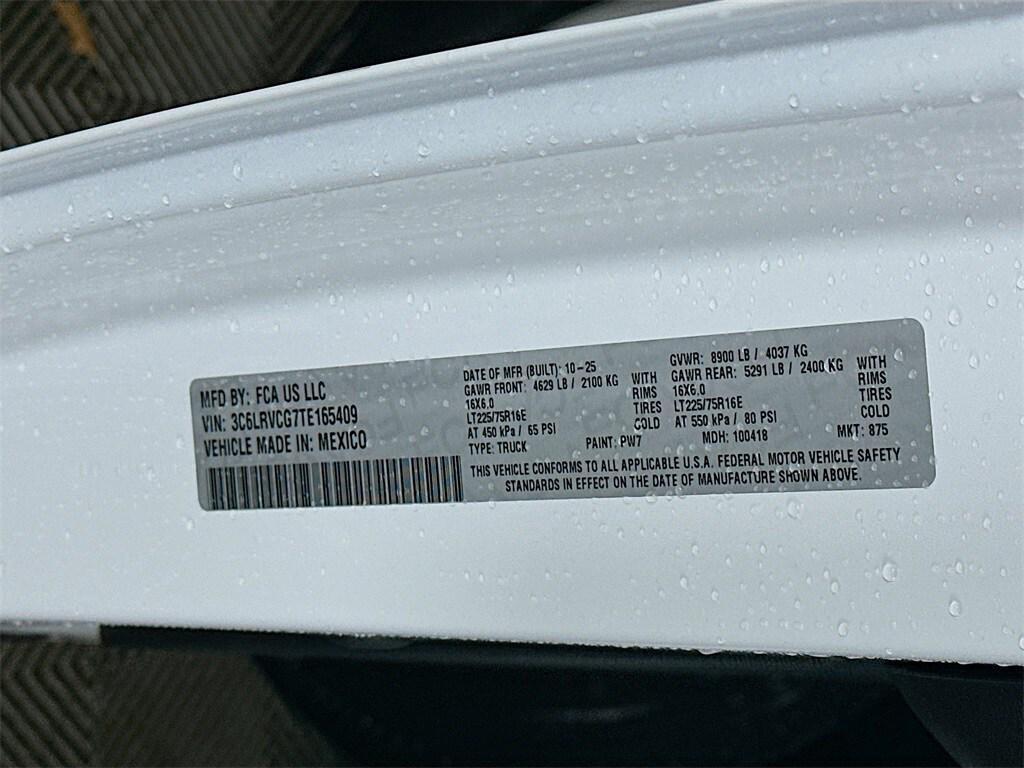 MFD BY: FCA US LLC
VIN: 3C6LRVCG7TE165409
VEHICLE MADE IN: MEXICO
DATE OF MFR (BUILT): 10-25
GAWR FRONT: 4629 LB / 2100 KG WITH
16X6.0 RIMS
LT225/75R16E TIRES
AT 450 kPa / 65 PSI COLD
TYPE: TRUCK PAINT: PW7
GVWR: 8900 LB / 4037 KG
GAWR REAR: 5291 LB / 2400 KG WITH
16X6.0 RIMS
LT225/75R16E TIRES
AT 550 kPa / 80 PSI COLD
MDH: 100418 MKT: 875
THIS VEHICLE CONFORMS TO ALL APPLICABLE U.S.A. FEDERAL MOTOR VEHICLE SAFETY
STANDARDS IN EFFECT ON THE DATE OF MANUFACTURE SHOWN ABOVE.